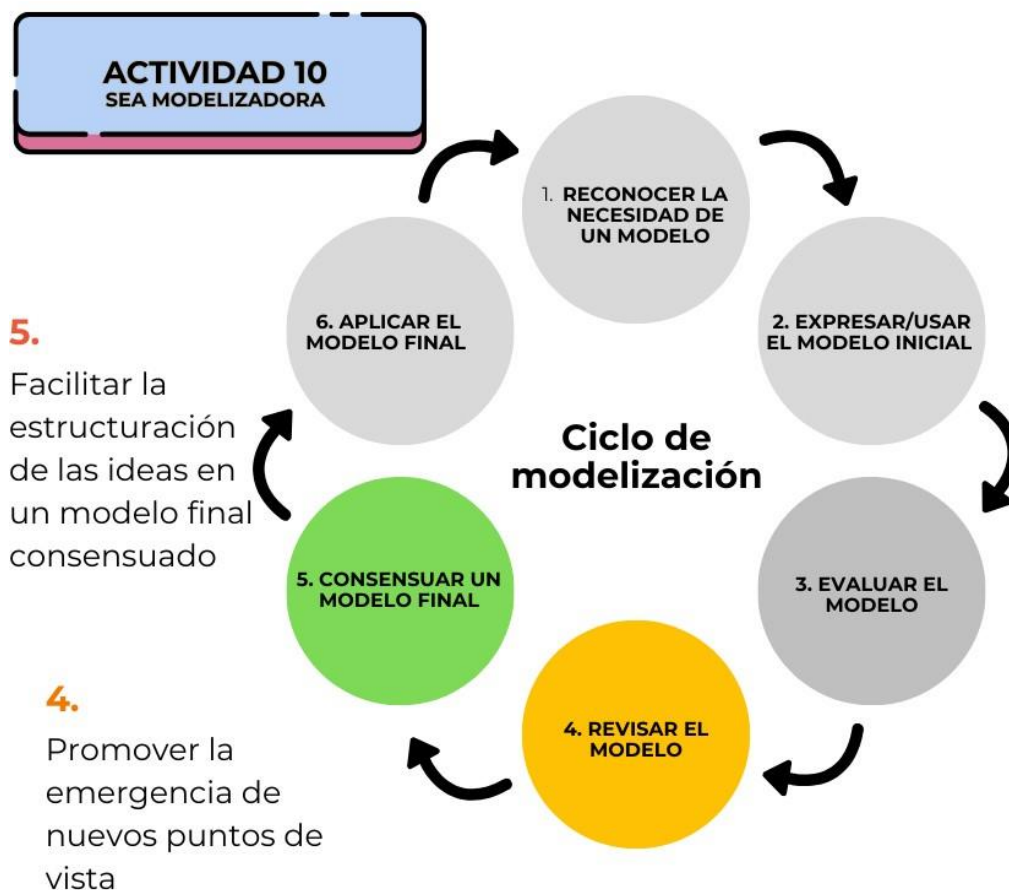 ACTIVIDAD 10
SEA MODELIZADORA
1. RECONOCER LA
NECESIDAD DE
UN MODELO
2. EXPRESAR/USAR
EL MODELO INICIAL
3. EVALUAR EL
MODELO
4. REVISAR EL
MODELO
5. CONSENSUAR UN
MODELO FINAL
6. APLICAR EL
MODELO FINAL
Ciclo de
modelización
5.
Facilitar la
estructuración
de las ideas en
un modelo final
consensuado
4.
Promover la
emergencia de
nuevos puntos de
vista